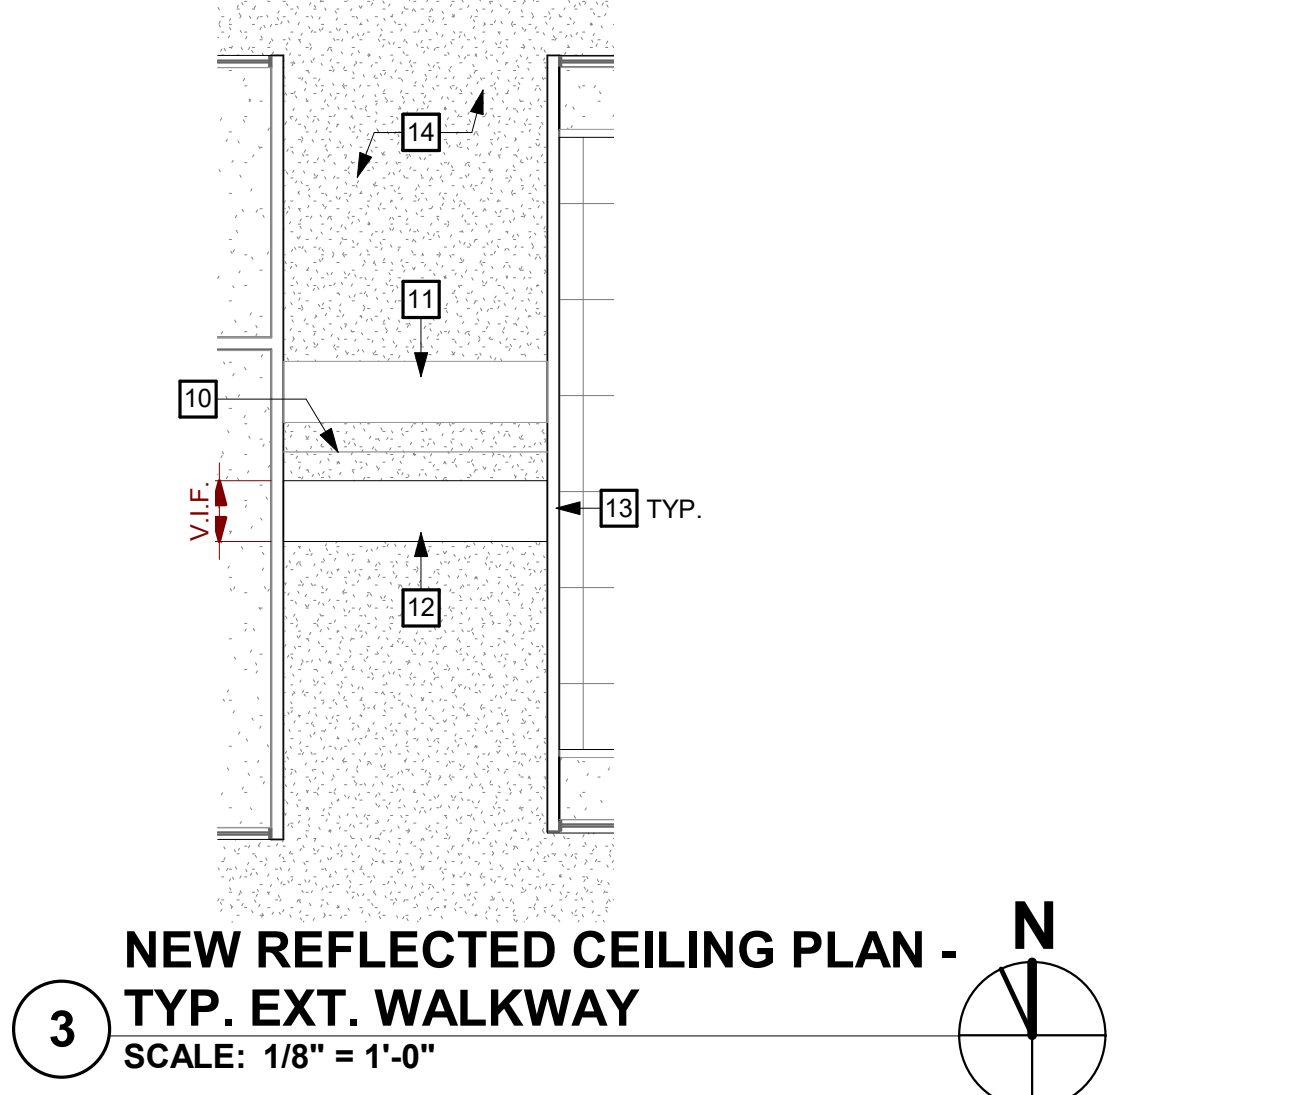 14
11
10
V.I.F.
13 TYP.
12
N
NEW REFLECTED CEILING PLAN -
TYP. EXT. WALKWAY
3
SCALE: 1/8" = 1'-0"